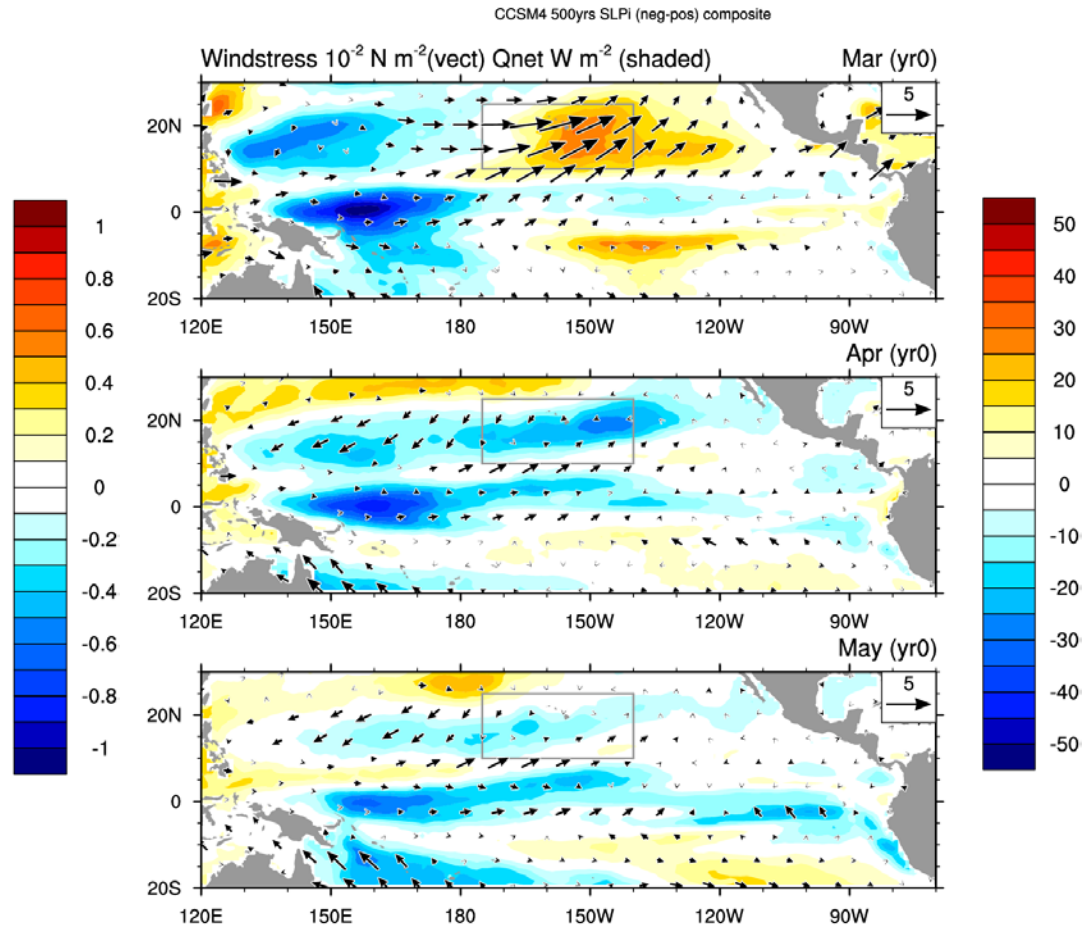 CCSM4 500yrs SLPi (neg-pos) composite
Windstress 10⁻² N m⁻²(vect) Qnet W m⁻² (shaded) Mar (yr0)
5
20N
0
20S
120E 150E 180 150W 120W 90W
Apr (yr0)
5
20N
0
20S
120E 150E 180 150W 120W 90W
May (yr0)
5
20N
0
20S
120E 150E 180 150W 120W 90W
1
0.8
0.6
0.4
0.2
0
-0.2
-0.4
-0.6
-0.8
-1
50
40
30
20
10
0
-10
-20
-30
-40
-50